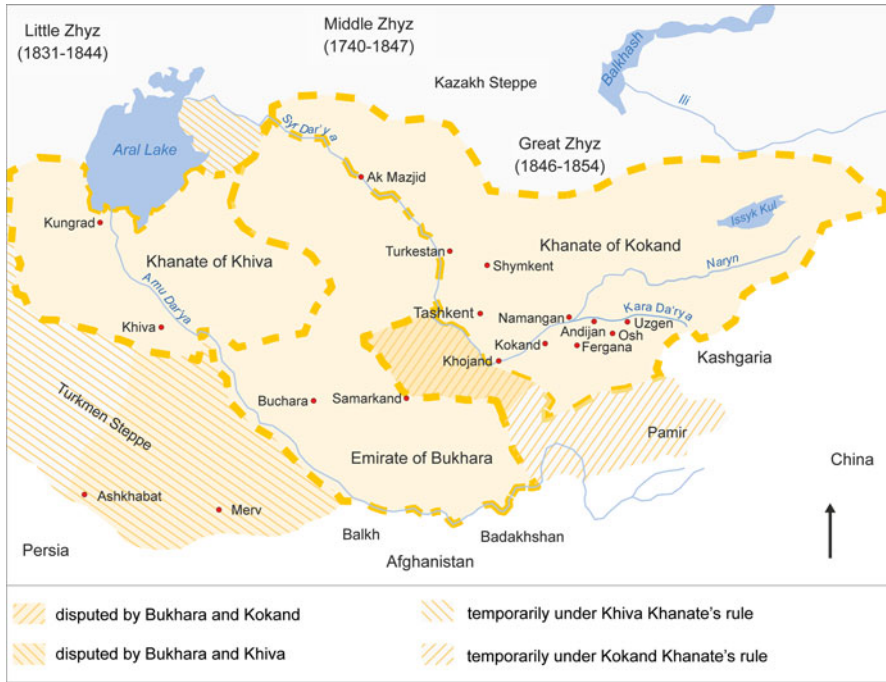 Little Zhyz
(1831-1844)
Middle Zhyz
(1740-1847)
Kazakh Steppe
Balkhash
Ili
Great Zhyz
(1846-1854)
Aral Lake
Syr Dar'ya
Ak Mazjid
Kungrad
Khanate of Khiva
Turkestan
Shymkent
Khanate of Kokand
Issyk Kul
Naryn
Amu Dar'ya
Khiva
Tashkent
Namangan
Kara Da'rya
Uzgen
Andijan
Osh
Kokand
Fergana
Khojand
Kashgaria
Buchara
Samarkand
Turkmen Steppe
Emirate of Bukhara
Pamir
China
Ashkhabat
Merv
Persia
Balkh
Badakhshan
Afghanistan
disputed by Bukhara and Kokand
temporarily under Khiva Khanate's rule
disputed by Bukhara and Khiva
temporarily under Kokand Khanate's rule